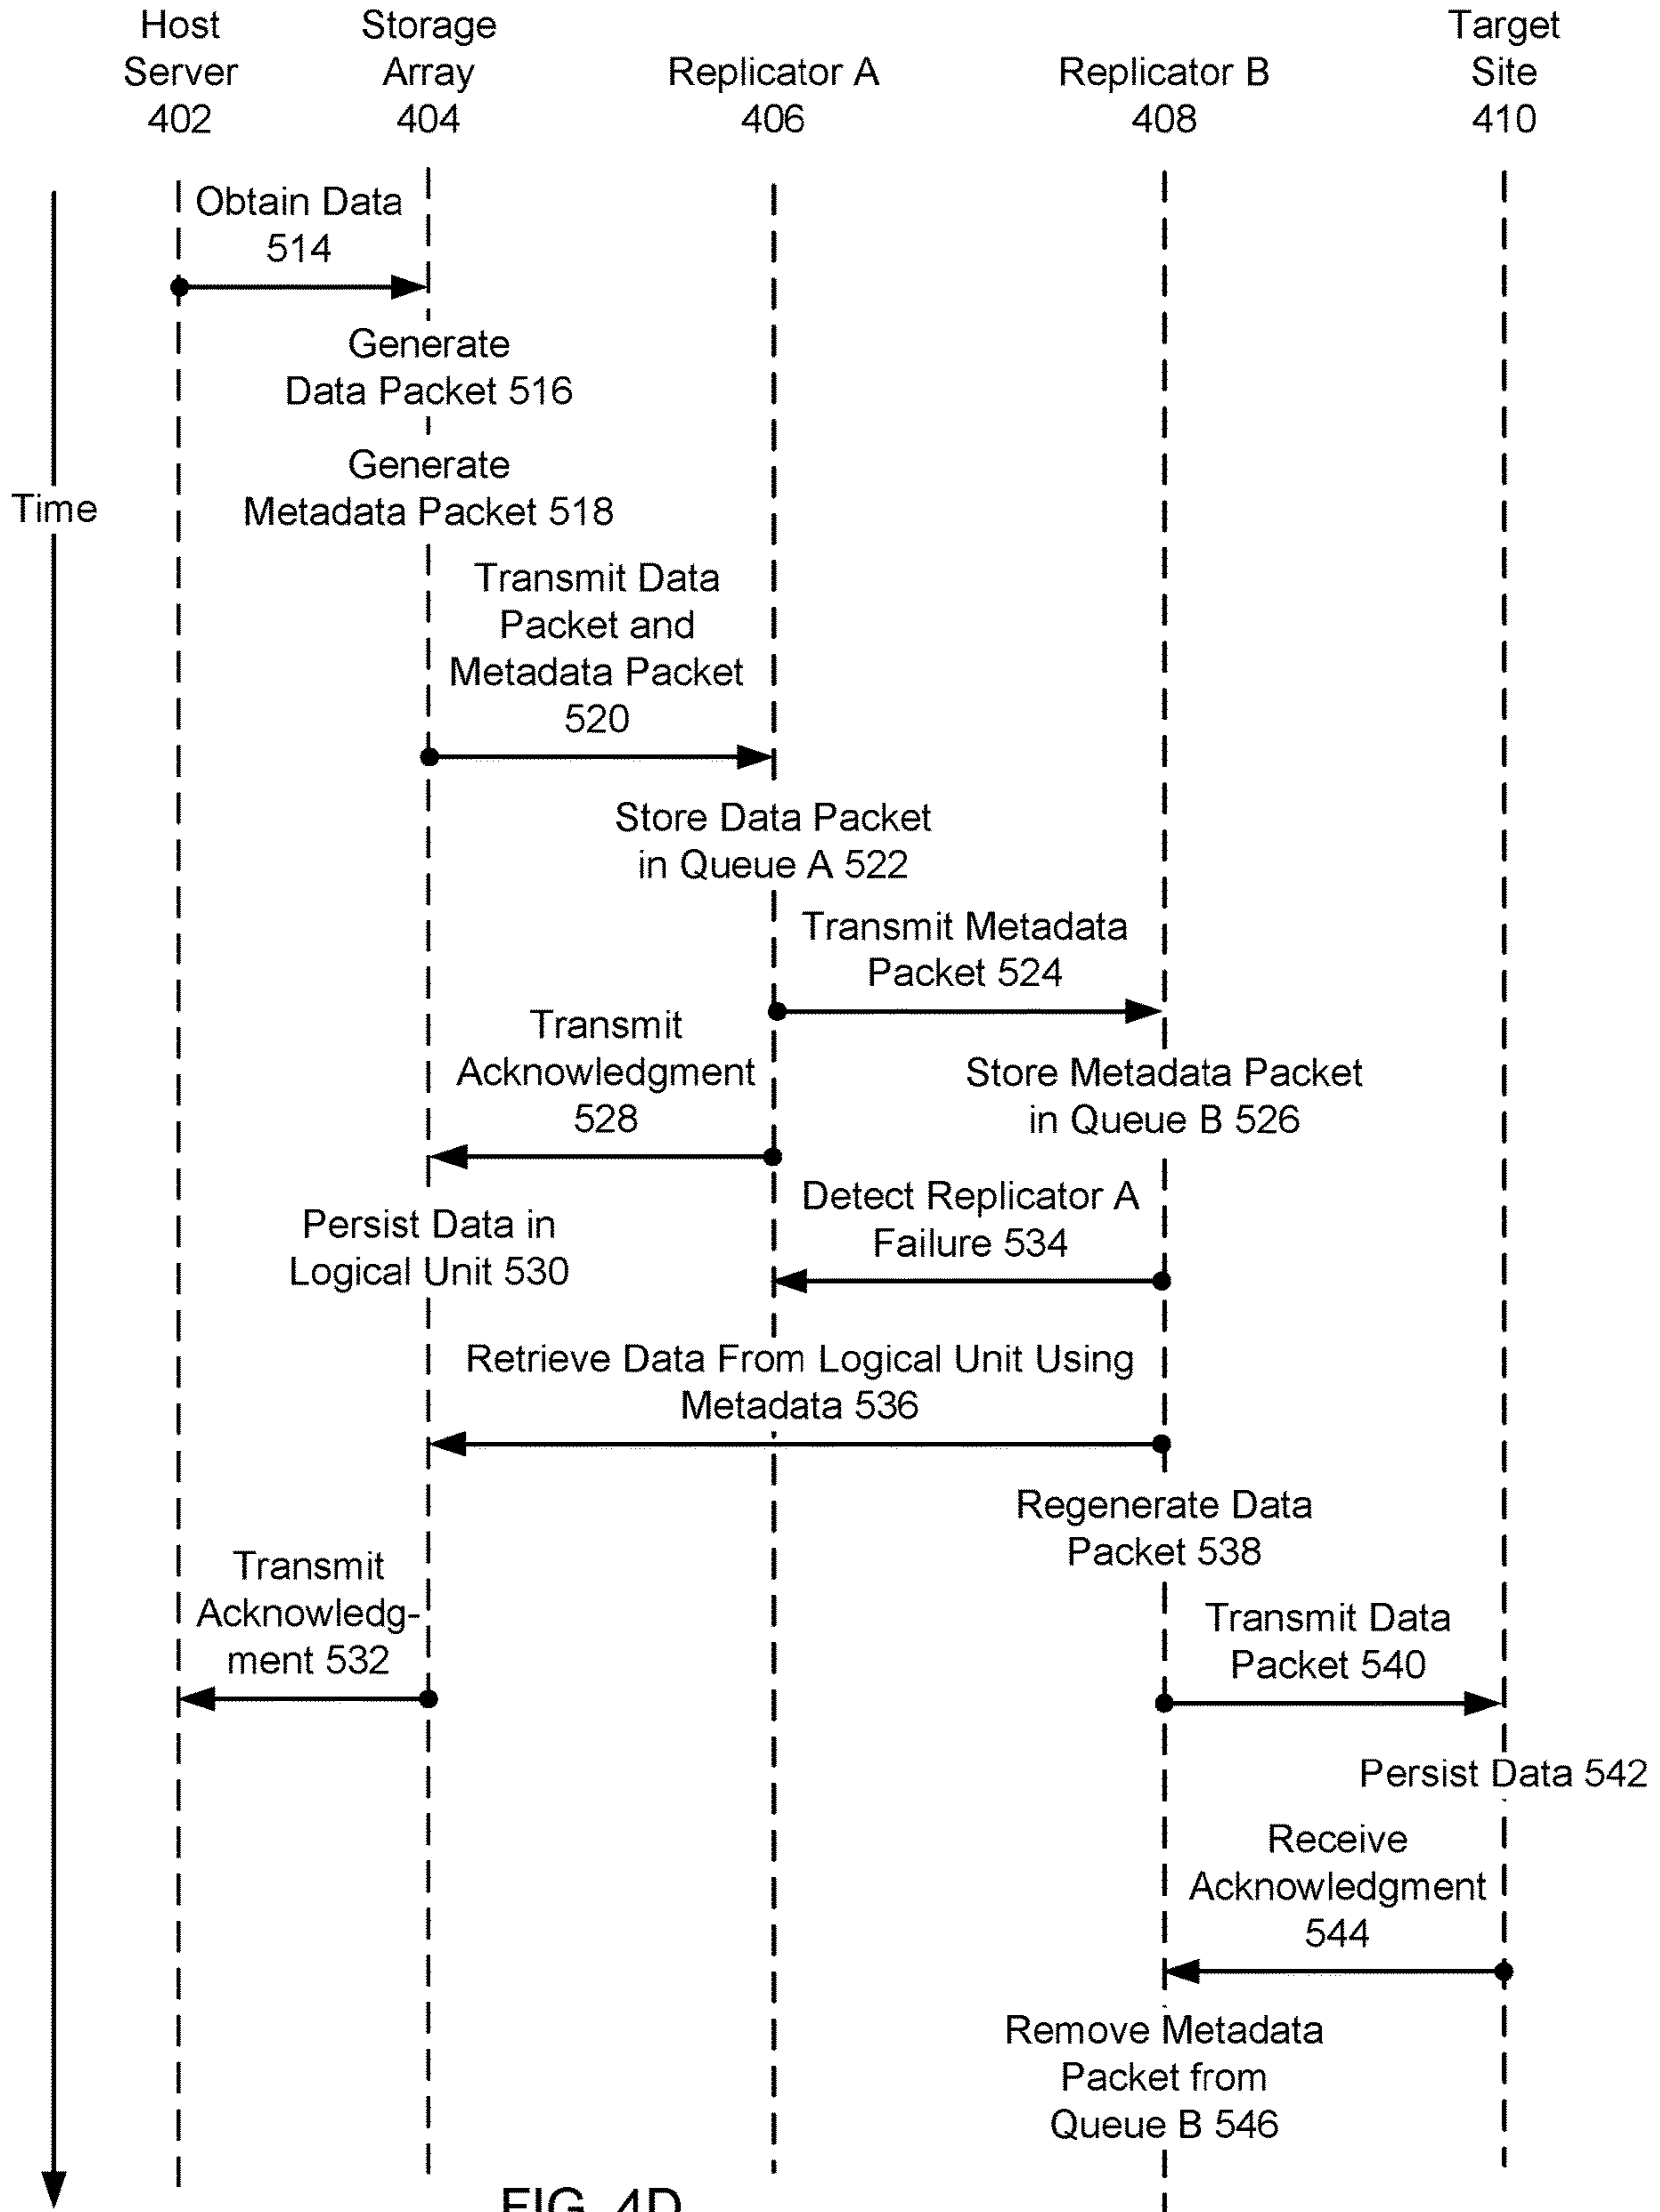 Host
Server
402
Storage
Array
404
Replicator A
406
Replicator B
408
Target
Site
410
Time
Obtain Data
514
Generate
Data Packet 516
Generate
Metadata Packet 518
Transmit Data
Packet and
Metadata Packet
520
Store Data Packet
in Queue A 522
Transmit Metadata
Packet 524
Transmit
Acknowledgment
528
Store Metadata Packet
in Queue B 526
Persist Data in
Logical Unit 530
Detect Replicator A
Failure 534
Retrieve Data From Logical Unit Using
Metadata 536
Regenerate Data
Packet 538
Transmit
Acknowledg-
ment 532
Transmit Data
Packet 540
Persist Data 542
Receive
Acknowledgment
544
Remove Metadata
Packet from
Queue B 546
FIG. 4D